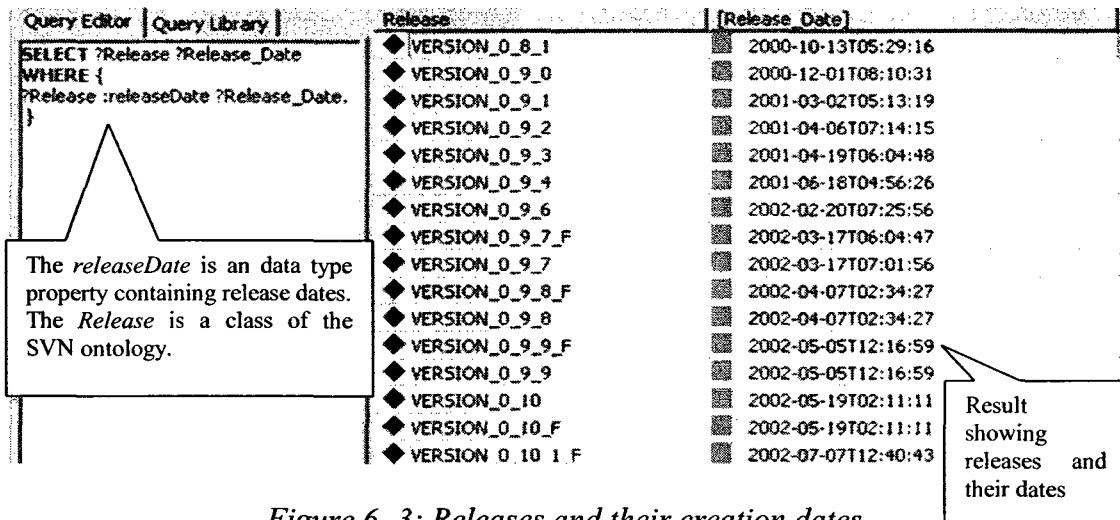 Query Editor Query Library
SELECT ?Release ?Release_Date
WHERE {
?Release :releaseDate ?Release_Date.
}
The releaseDate is an data type
property containing release dates.
The Release is a class of the
SVN ontology.
Release [Release_Date]
VERSION_0_8_1 2000-10-13T05:29:16
VERSION_0_9_0 2000-12-01T08:10:31
VERSION_0_9_1 2001-03-02T05:13:19
VERSION_0_9_2 2001-04-06T07:14:15
VERSION_0_9_3 2001-04-19T06:04:48
VERSION_0_9_4 2001-06-18T04:56:26
VERSION_0_9_6 2002-02-20T07:25:56
VERSION_0_9_7_F 2002-03-17T06:04:47
VERSION_0_9_7 2002-03-17T07:01:56
VERSION_0_9_8_F 2002-04-07T02:34:27
VERSION_0_9_8 2002-04-07T02:34:27
VERSION_0_9_9_F 2002-05-05T12:16:59
VERSION_0_9_9 2002-05-05T12:16:59
VERSION_0_10 2002-05-19T02:11:11
VERSION_0_10_F 2002-05-19T02:11:11
VERSION_0_10_1_F 2002-07-07T12:40:43
Result
showing
releases and
their dates
Figure 6_3: Releases and their creation dates